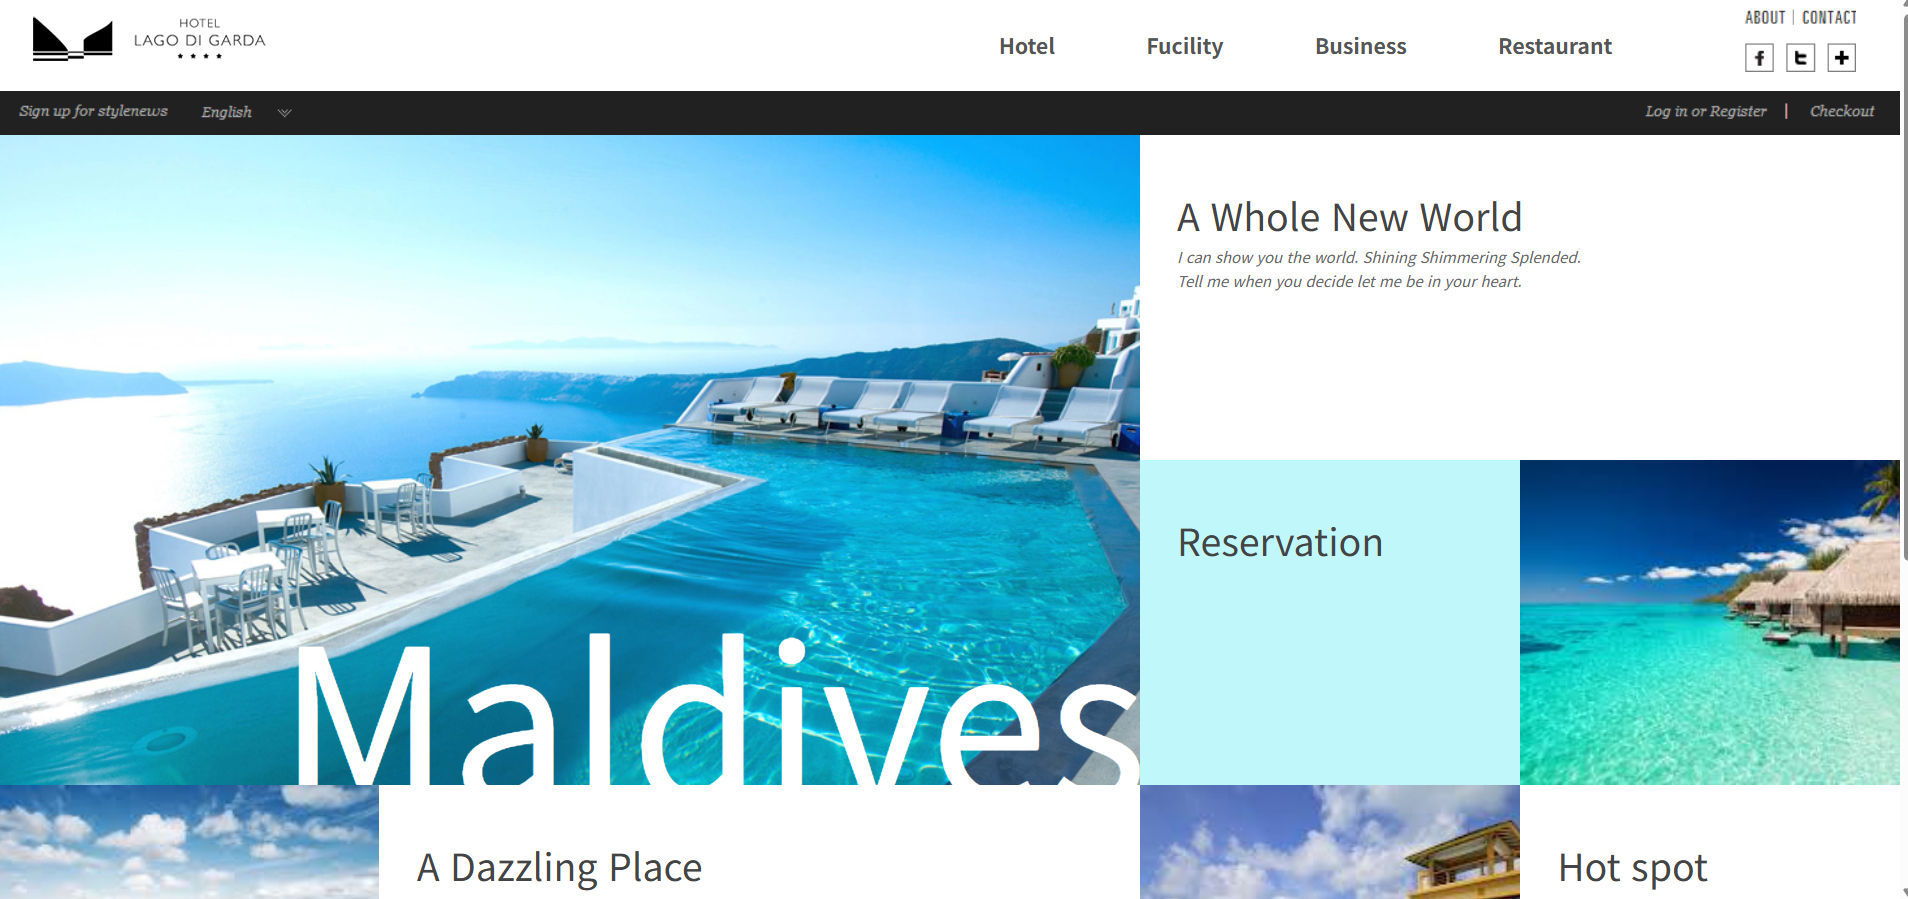 HOTEL
LAGO DI GARDA
Hotel
Fucility
Business
Restaurant
ABOUT | CONTACT
Sign up for stylenews
English
Log in or Register | Checkout
A Whole New World
I can show you the world. Shining Shimmering Splended.
Tell me when you decide let me be in your heart.
Reservation
Maldives
A Dazzling Place
Hot spot